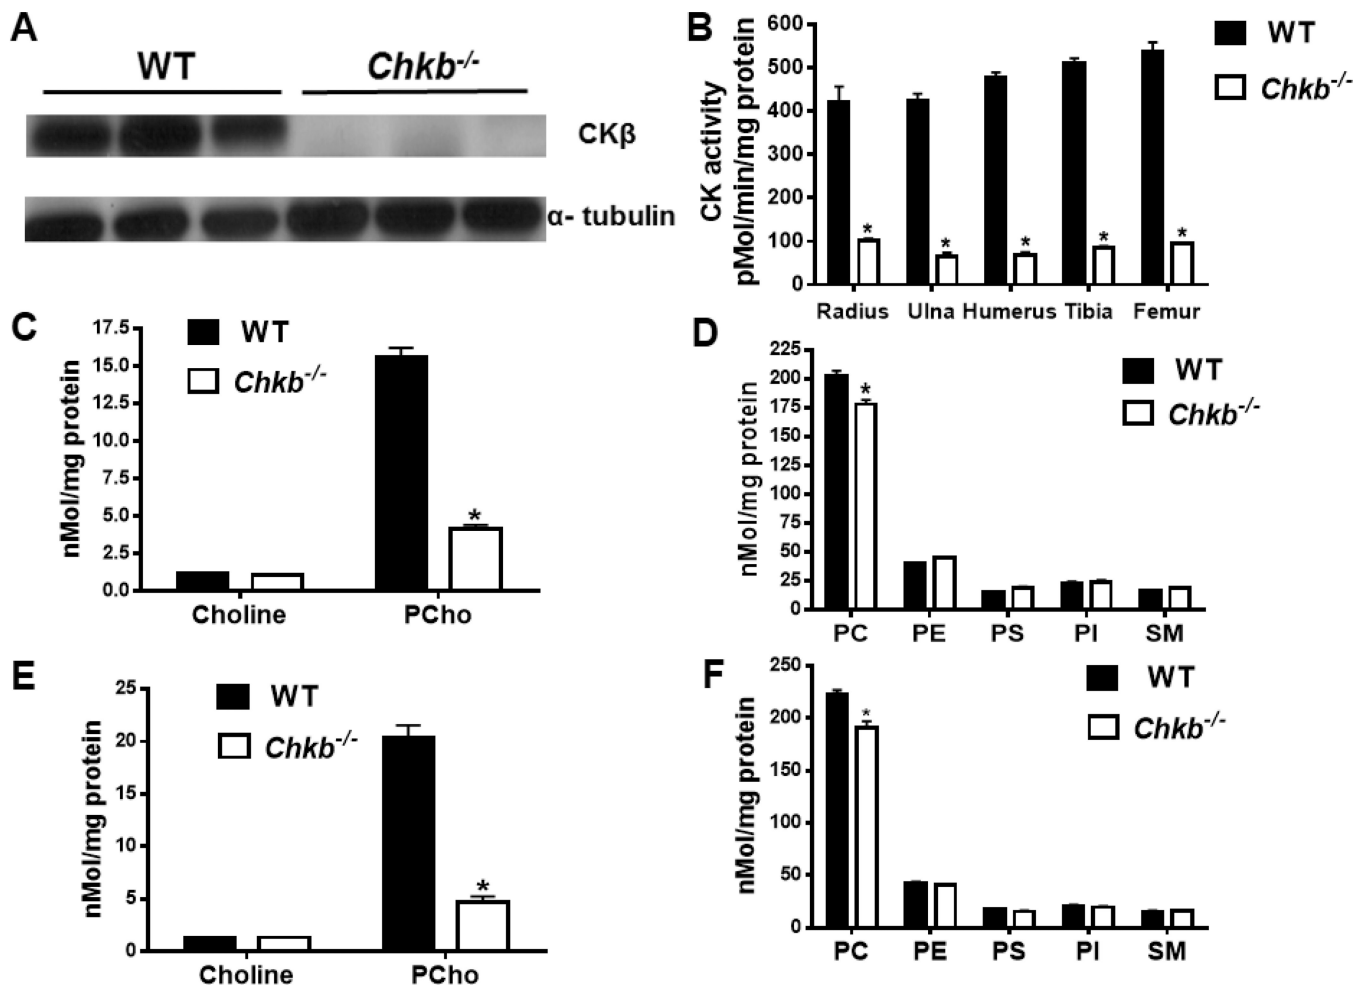 A
WT
Chkb-/-
CKβ
α- tubulin
B
CK activity
pMol/min/mg protein
600
500
400
300
200
100
0
* * * * *
Radius Ulna Humerus Tibia Femur
WT
Chkb-/-
C
nMol/mg protein
17.5
15.0
12.5
10.0
7.5
5.0
2.5
0.0
WT
Chkb-/-
*
Choline PCho
D
nMol/mg protein
225
200
175
150
125
100
75
50
25
0
*
WT
Chkb-/-
PC PE PS PI SM
E
nMol/mg protein
25
20
15
10
5
0
WT
Chkb-/-
*
Choline PCho
F
nMol/mg protein
250
200
150
100
50
0
*
WT
Chkb-/-
PC PE PS PI SM